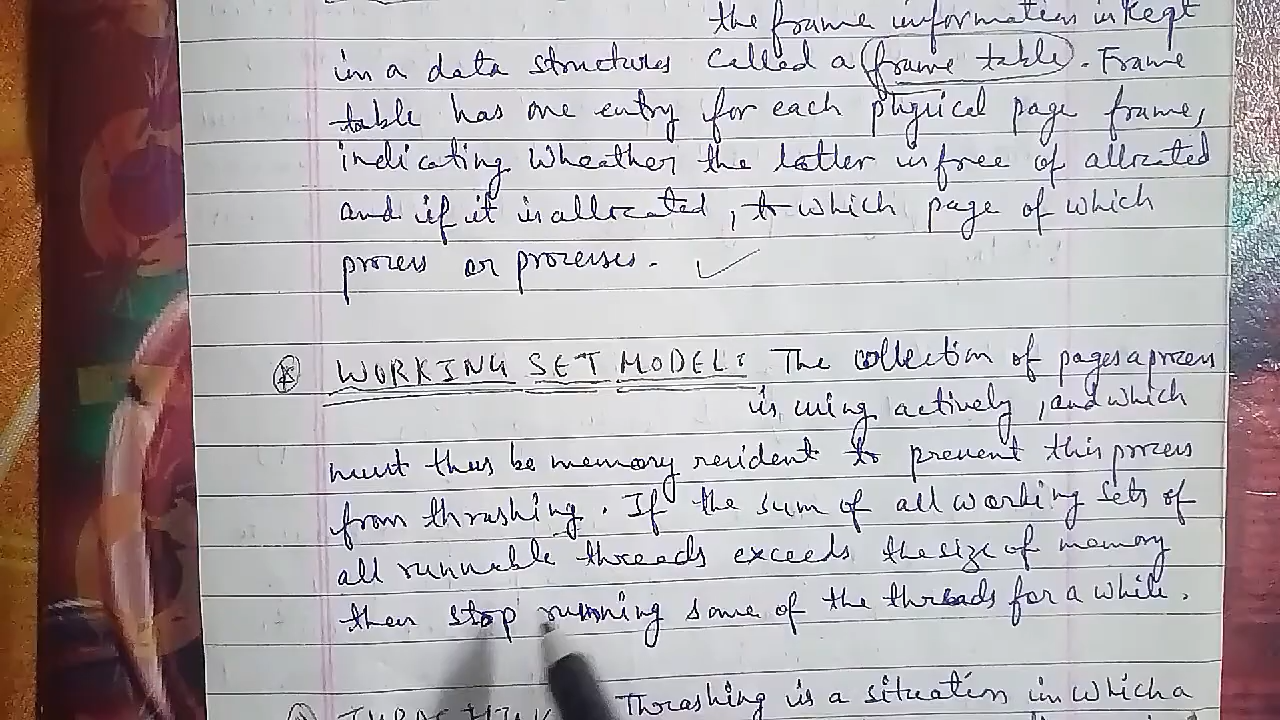 the frame information is kept
in a data structures called a frame table. Frame
table has one entry for each physical page frame,
indicating wheather the latter is free of allocated
and if it is allocated, to which page of which
process or processes.
WORKING SET MODEL: The collection of pages a process
is using actively, and which
must thus be memory resident to prevent this process
from thrashing. If the sum of all working sets of
all runnable threads exceeds the size of memory
then stop running some of the threads for a while.
Thrashing is a situation in which a